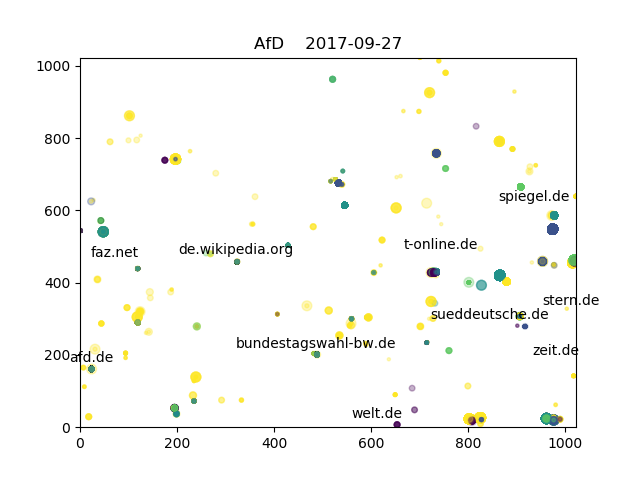 AfD    2017-09-27
1000
800
600
400
200
0
spiegel.de
t-online.de
de.wikipedia.org
faz.net
stern.de
sueddeutsche.de
bundestagswahl-bw.de
zeit.de
afd.de
welt.de
0 200 400 600 800 1000